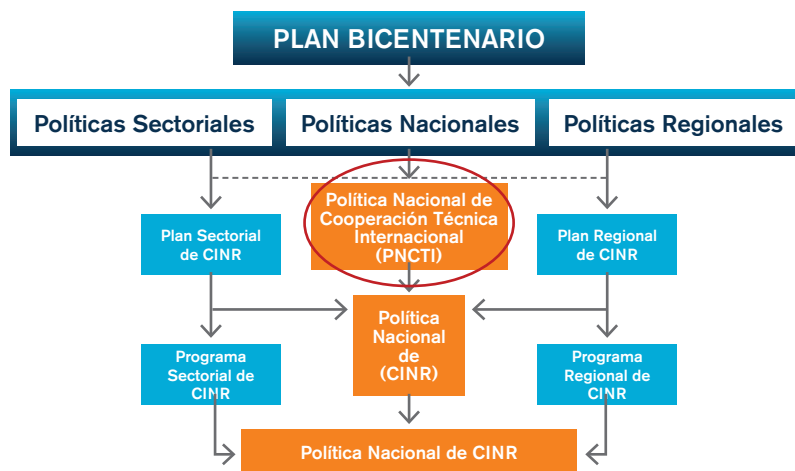 PLAN BICENTENARIO
Políticas Sectoriales
Políticas Nacionales
Políticas Regionales
Política Nacional de
Cooperación Técnica
Internacional
(PNCTI)
Plan Sectorial
de CINR
Plan Regional
de CINR
Política
Nacional
de
(CINR)
Programa
Sectorial de
CINR
Programa
Regional de
CINR
Política Nacional de CINR